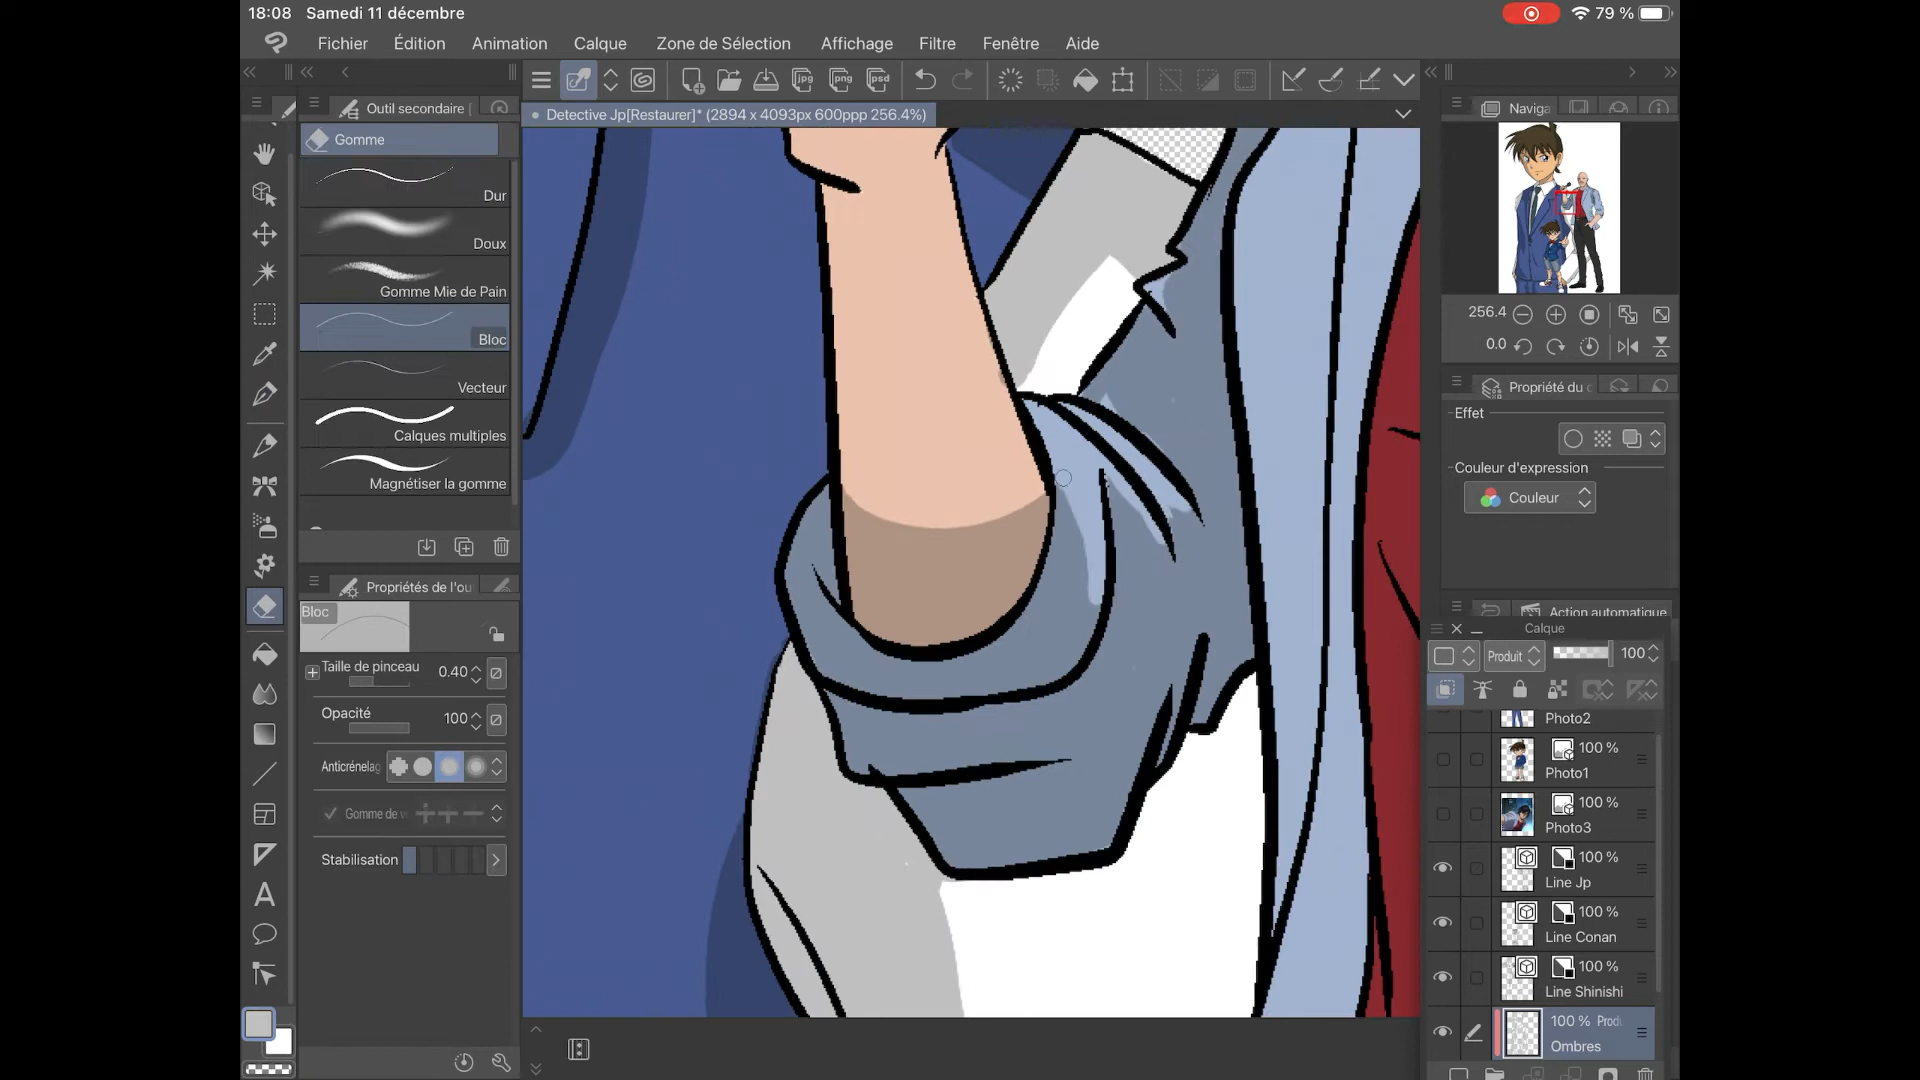 18:08 Samedi 11 décembre
79 %
Fichier Édition Animation Calque Zone de Sélection Affichage Filtre Fenêtre Aide
jpg png psd
Outil secondaire [
Detective Jp[Restaurer]* (2894 x 4093px 600ppp 256.4%)
Naviga
Gomme
Dur
Doux
Gomme Mie de Pain
Bloc
Vecteur
Calques multiples
Magnétiser la gomme
256.4
0.0
Propriété du c
Effet
Couleur d'expression
Couleur
Propriétés de l'ou
Bloc
Taille de pinceau 0.40
Opacité 100
Anticrénelag
Gomme de v
Stabilisation
Action automatique
Calque
Produit 100
Photo2
100 %
Photo1
100 %
Photo3
100 %
Line Jp
100 %
Line Conan
100 %
Line Shinishi
100 % Prod
Ombres
A